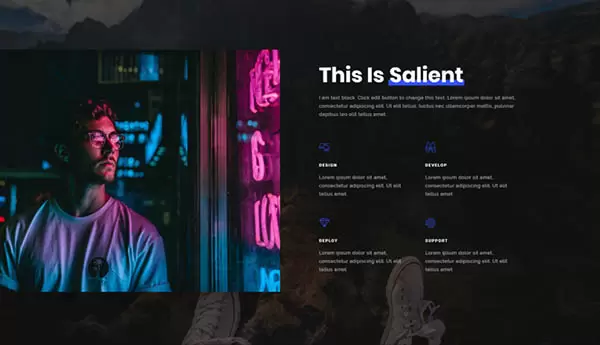 This Is Salient
I am text block. Click edit button to change this text. Lorem ipsum dolor sit amet,
consectetur adipiscing elit. Ut elit tellus, luctus nec ullamcorper mattis, pulvinar
dapibus leo elit tellus amet.
DESIGN
Lorem ipsum dolor sit amet,
consectetur adipiscing elit. Ut elit
tellus amet
DEVELOP
Lorem ipsum dolor sit amet,
consectetur adipiscing elit. Ut elit
tellus amet
DEPLOY
Lorem ipsum dolor sit amet,
consectetur adipiscing elit. Ut elit
tellus amet
SUPPORT
Lorem ipsum dolor sit amet,
consectetur adipiscing elit. Ut elit
tellus amet